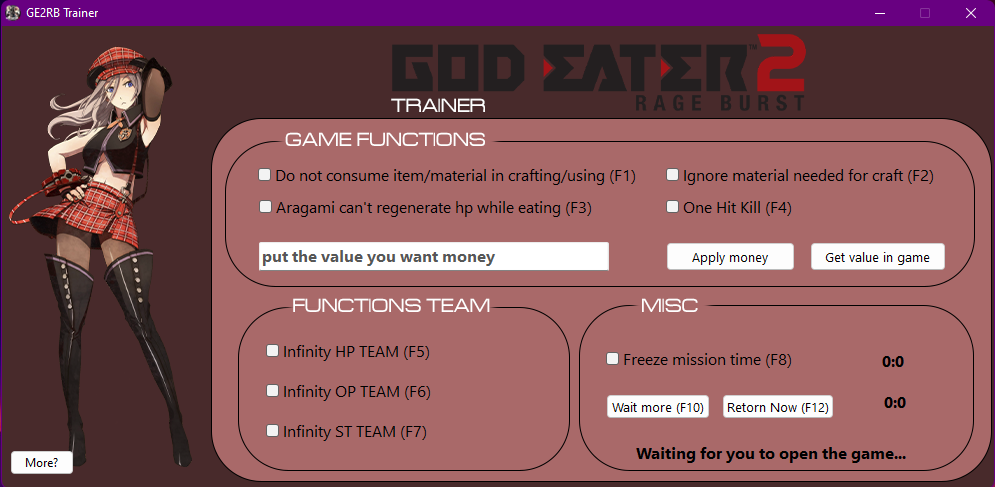 GE2RB Trainer
GOD EATER 2
RAGE BURST
TRAINER
GAME FUNCTIONS
Do not consume item/material in crafting/using (F1)
Ignore material needed for craft (F2)
Aragami can't regenerate hp while eating (F3)
One Hit Kill (F4)
put the value you want money
Apply money
Get value in game
FUNCTIONS TEAM
Infinity HP TEAM (F5)
Infinity OP TEAM (F6)
Infinity ST TEAM (F7)
MISC
Freeze mission time (F8)
0:0
Wait more (F10)
Retorn Now (F12)
0:0
Waiting for you to open the game...
More?